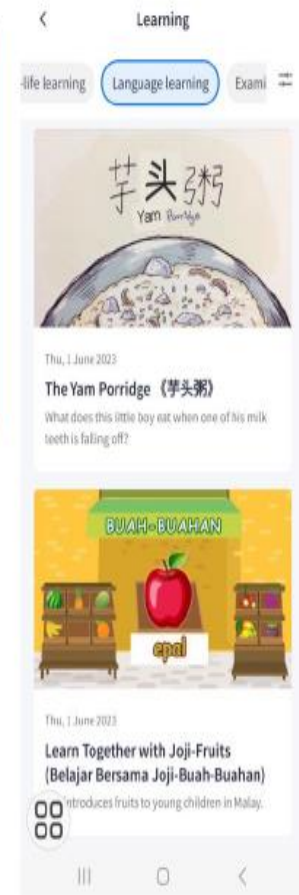 Learning
-life learning Language learning Exami
芋头粥
Yam Porridge
Thu, 1 June 2023
The Yam Porridge 《芋头粥》
What does this little boy eat when one of his milk
teeth is falling off?
BUAH-BUAHAN
epal
Thu, 1 June 2023
Learn Together with Joji-Fruits
(Belajar Bersama Joji-Buah-Buahan)
introduces fruits to young children in Malay.